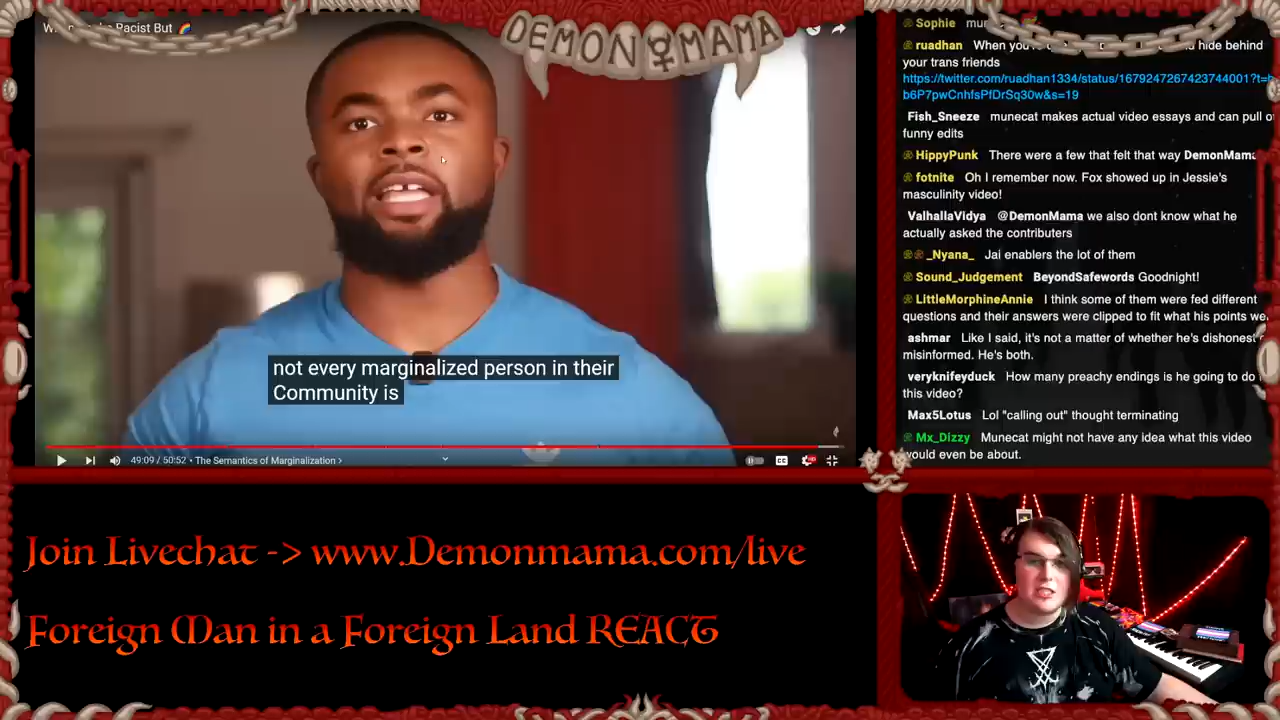 Racist But 🌈
DEMON MAMA
not every marginalized person in their
Community is
49:09 / 50:52 • The Semantics of Marginalization ›
CC
HD
Sophie
ruadhan When you're hide behind
your trans friends
https://twitter.com/ruadhan1334/status/1679247267423744001?t=
b6P7pwCnhfsPfDrSq30w&s=19
Fish_Sneeze munecat makes actual video essays and can pull o
funny edits
HippyPunk There were a few that felt that way DemonMama
fotnite Oh I remember now. Fox showed up in Jessie's
masculinity video!
ValhallaVidya @DemonMama we also dont know what he
actually asked the contributers
_Nyana_ Jai enablers the lot of them
Sound_Judgement BeyondSafewords Goodnight!
LittleMorphineAnnie I think some of them were fed different
questions and their answers were clipped to fit what his points we
ashmar Like I said, it's not a matter of whether he's dishonest
misinformed. He's both.
veryknifeyduck How many preachy endings is he going to do
this video?
Max5Lotus Lol "calling out" thought terminating
Mx_Dizzy Munecat might not have any idea what this video
would even be about.
Join Livechat -> www.Demonmama.com/live
Foreign Man in a Foreign Land REACT